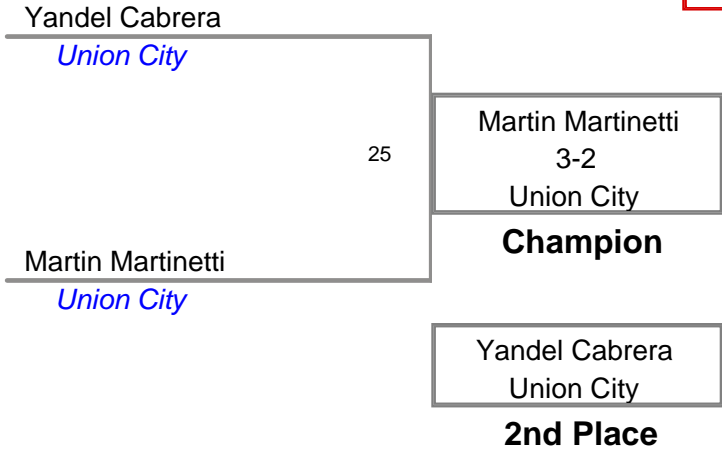 Yandel Cabrera
Union City
25
Martin Martinetti
3-2
Union City
Champion
Martin Martinetti
Union City
Yandel Cabrera
Union City
2nd Place